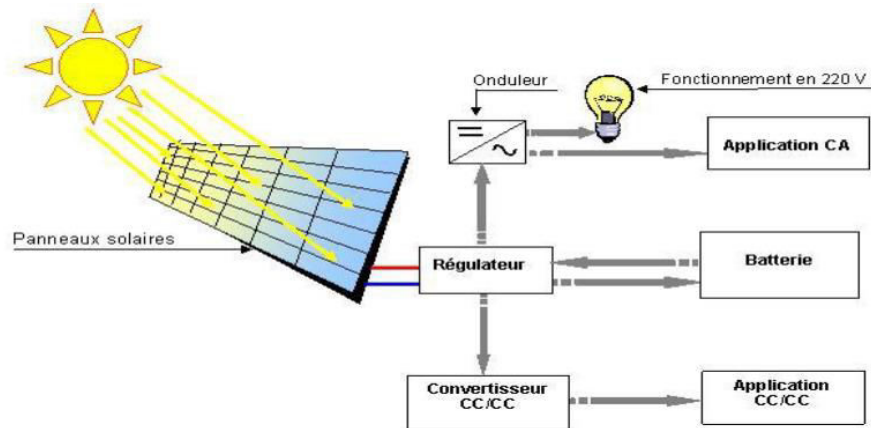 Onduleur
Fonctionnement en 220 V
Application CA
Panneaux solaires
Régulateur
Batterie
Convertisseur
CC/CC
Application
CC/CC